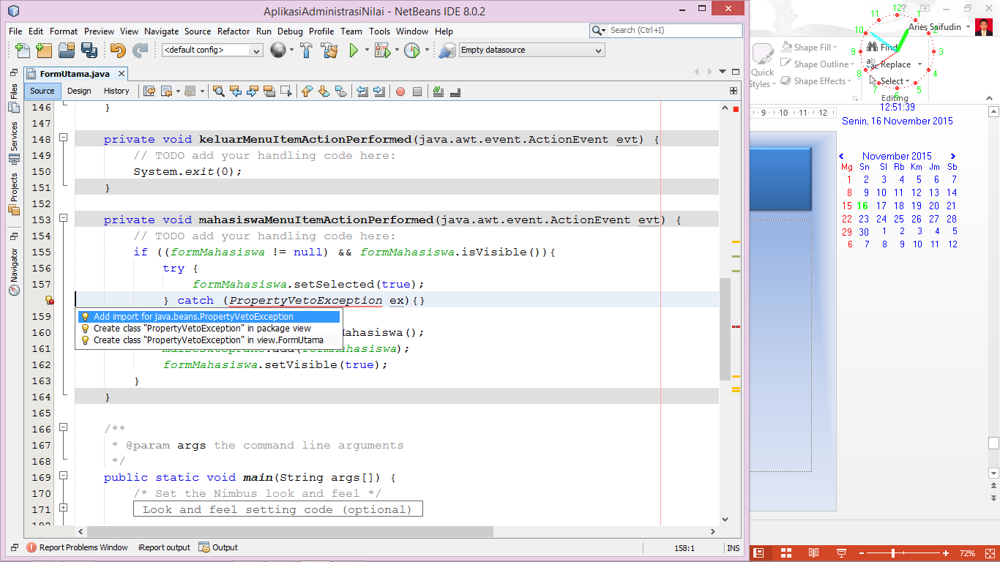 AplikasiAdministrasiNilai - NetBeans IDE 8.0.2
File Edit Format Preview View Navigate Source Refactor Run Debug Profile Team Tools Window Help
Search (Ctrl+I)
<default config>
Empty datasource
FormUtama.java
Source Design History
Files
Services
Projects
Navigator
146 }
147
148 private void keluarMenuItemActionPerformed(java.awt.event.ActionEvent evt) {
149 // TODO add your handling code here:
150 System.exit(0);
151 }
152
153 private void mahasiswaMenuItemActionPerformed(java.awt.event.ActionEvent evt) {
154 // TODO add your handling code here:
155 if ((formMahasiswa != null) && formMahasiswa.isVisible()){
156 try {
157 formMahasiswa.setSelected(true);
} catch (PropertyVetoException ex){}
Add import for java.beans.PropertyVetoException
Create class "PropertyVetoException" in package view
Create class "PropertyVetoException" in view.FormUtama
159
160 Mahasiswa();
161 mdiDesktopPane.add(formMahasiswa);
162 formMahasiswa.setVisible(true);
163 }
164 }
165
166 /**
167 * @param args the command line arguments
168 */
169 public static void main(String args[]) {
170 /* Set the Nimbus look and feel */
171 Look and feel setting code (optional)
192
Report Problems Window iReport output Output
158:1 INS
Aries Saifudin
Quick
Styles
Shape Fill
Shape Outline
Shape Effects
Find
Replace
Select
Editing
12 1 2 3 4 5 6 7 8 9 10 11
12:51:39
Senin, 16 November 2015
9 10 11 12
November 2015
Mg Sn Sl Rb Km Jm Sb
1 2 3 4 5 6 7
8 9 10 11 12 13 14
15 16 17 18 19 20 21
22 23 24 25 26 27 28
29 30 1 2 3 4 5
6 7 8 9 10 11 12
72%